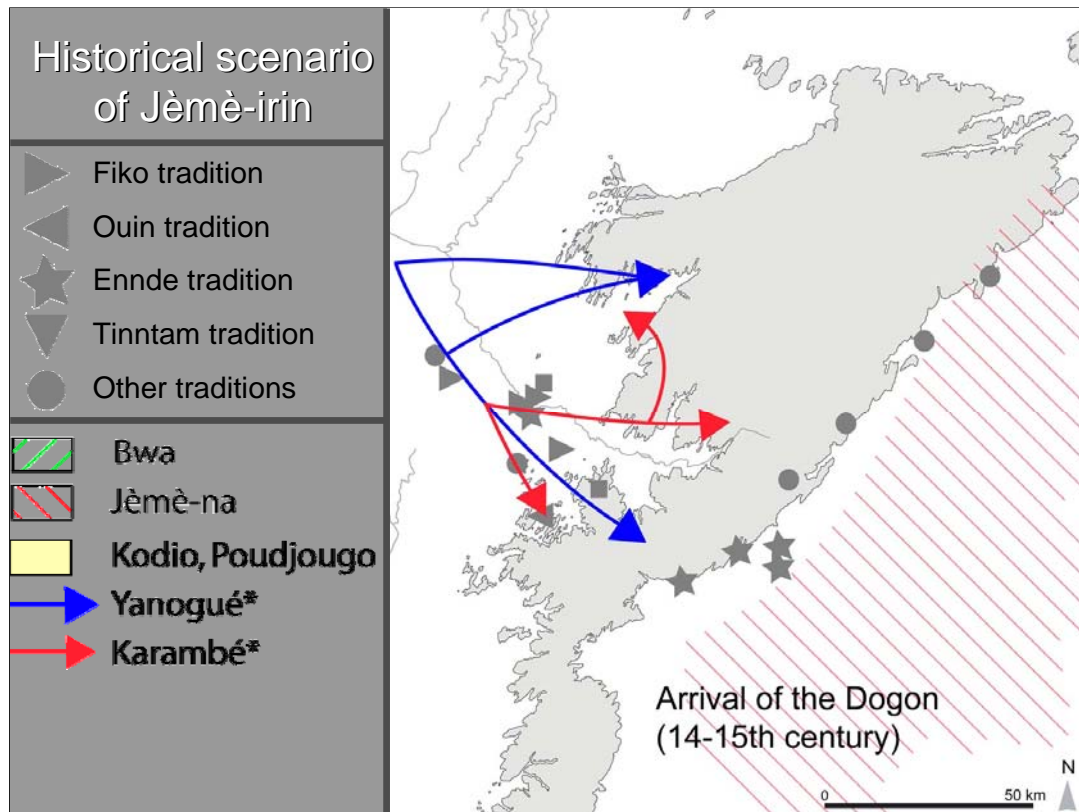 Historical scenario
of Jèmè-irin
Fiko tradition
Ouin tradition
Ennde tradition
Tinntam tradition
Other traditions
Bwa
Jèmè-na
Kodio, Poudjougo
Yanogué*
Karambé*
Arrival of the Dogon
(14-15th century)
N
0 50 km